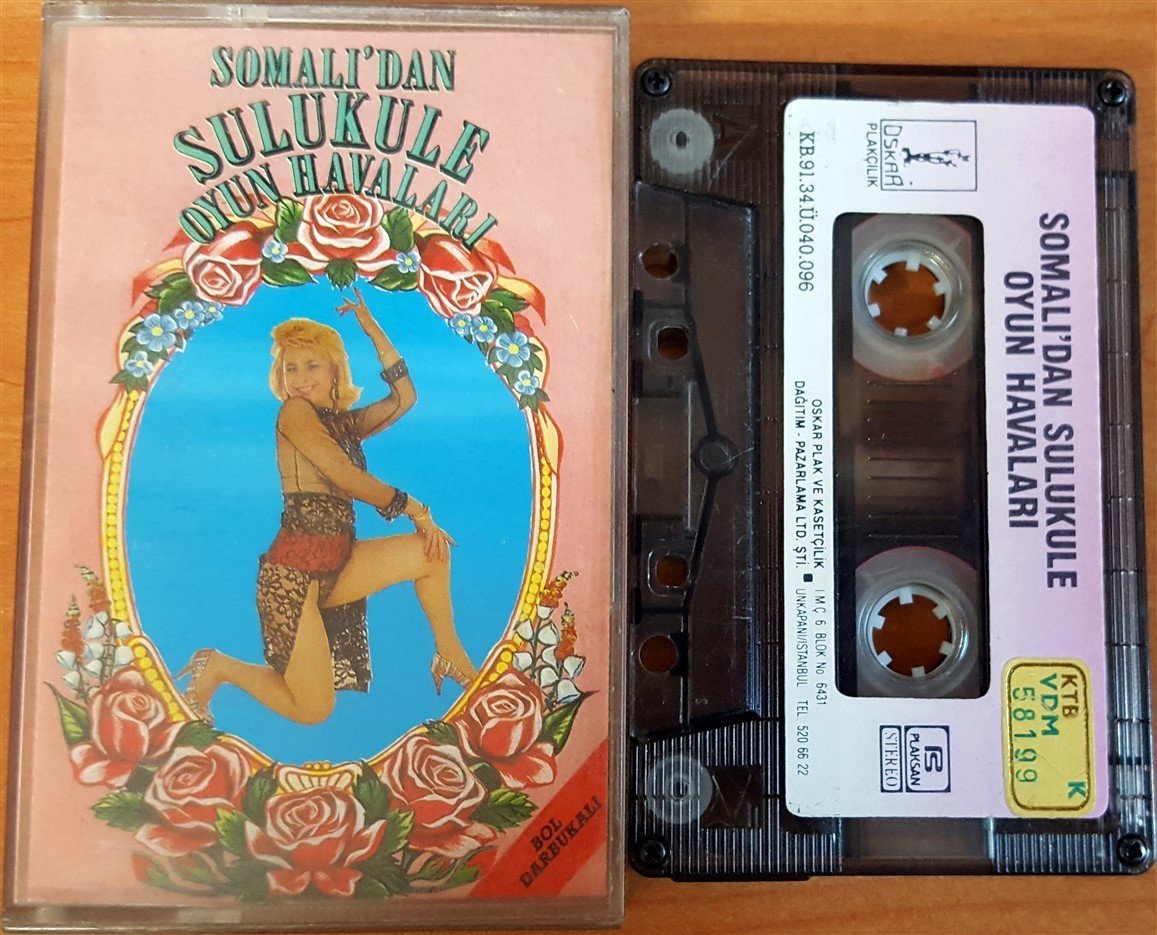 SOMALI'DAN
SULUKULE
OYUN HAVALARI
BOL
DARBUKALI
A
OSKAR
PLAKÇILIK
KB.91.34.Ü.040.096
SOMALI'DAN SULUKULE
OYUN HAVALARI
OSKAR PLAK VE KASETÇİLİK
DAĞITIM - PAZARLAMA LTD. ŞTİ.
İMÇ 6 BLOK No 6431
UNKAPANI/İSTANBUL TEL 520 66 22
PLAKSAN
STEREO
KTB K
VDM
58199